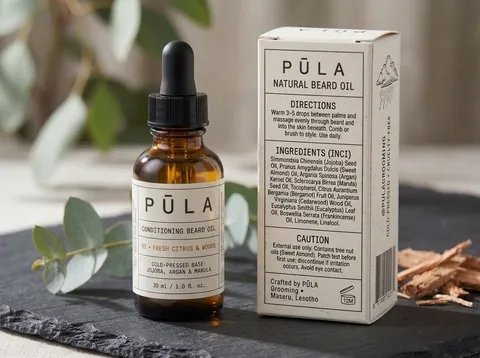 PŪLA
CONDITIONING BEARD OIL
01 • FRESH CITRUS & WOODS
COLD-PRESSED BASE:
JOJOBA, ARGAN & MARULA
30 ml / 1.0 fl. oz.
PŪLA
NATURAL BEARD OIL
DIRECTIONS
Warm 3–5 drops between palms and
massage evenly through beard and
into the skin beneath. Comb or
brush to style. Use daily.
INGREDIENTS (INCI)
Simmondsia Chinensis (Jojoba) Seed
Oil, Prunus Amygdalus Dulcis (Sweet
Almond) Oil, Argania Spinosa (Argan)
Kernel Oil, Sclerocarya Birrea (Marula)
Seed Oil, Tocopherol, Citrus Aurantium
Bergamia (Bergamot) Fruit Oil, Juniperus
Virginiana (Cedarwood) Wood Oil,
Eucalyptus Smithii (Eucalyptus) Leaf
Oil, Boswellia Serrata (Frankincense)
Oil, Limonene, Linalool.
CAUTION
External use only. Contains tree nut
oils (Sweet Almond). Patch test before
first use; discontinue if irritation
occurs. Avoid eye contact.
Crafted by PŪLA
Grooming •
Maseru, Lesotho
12M
@PULAGROOMING
COLD-PRESSED • CRUELTY-FREE